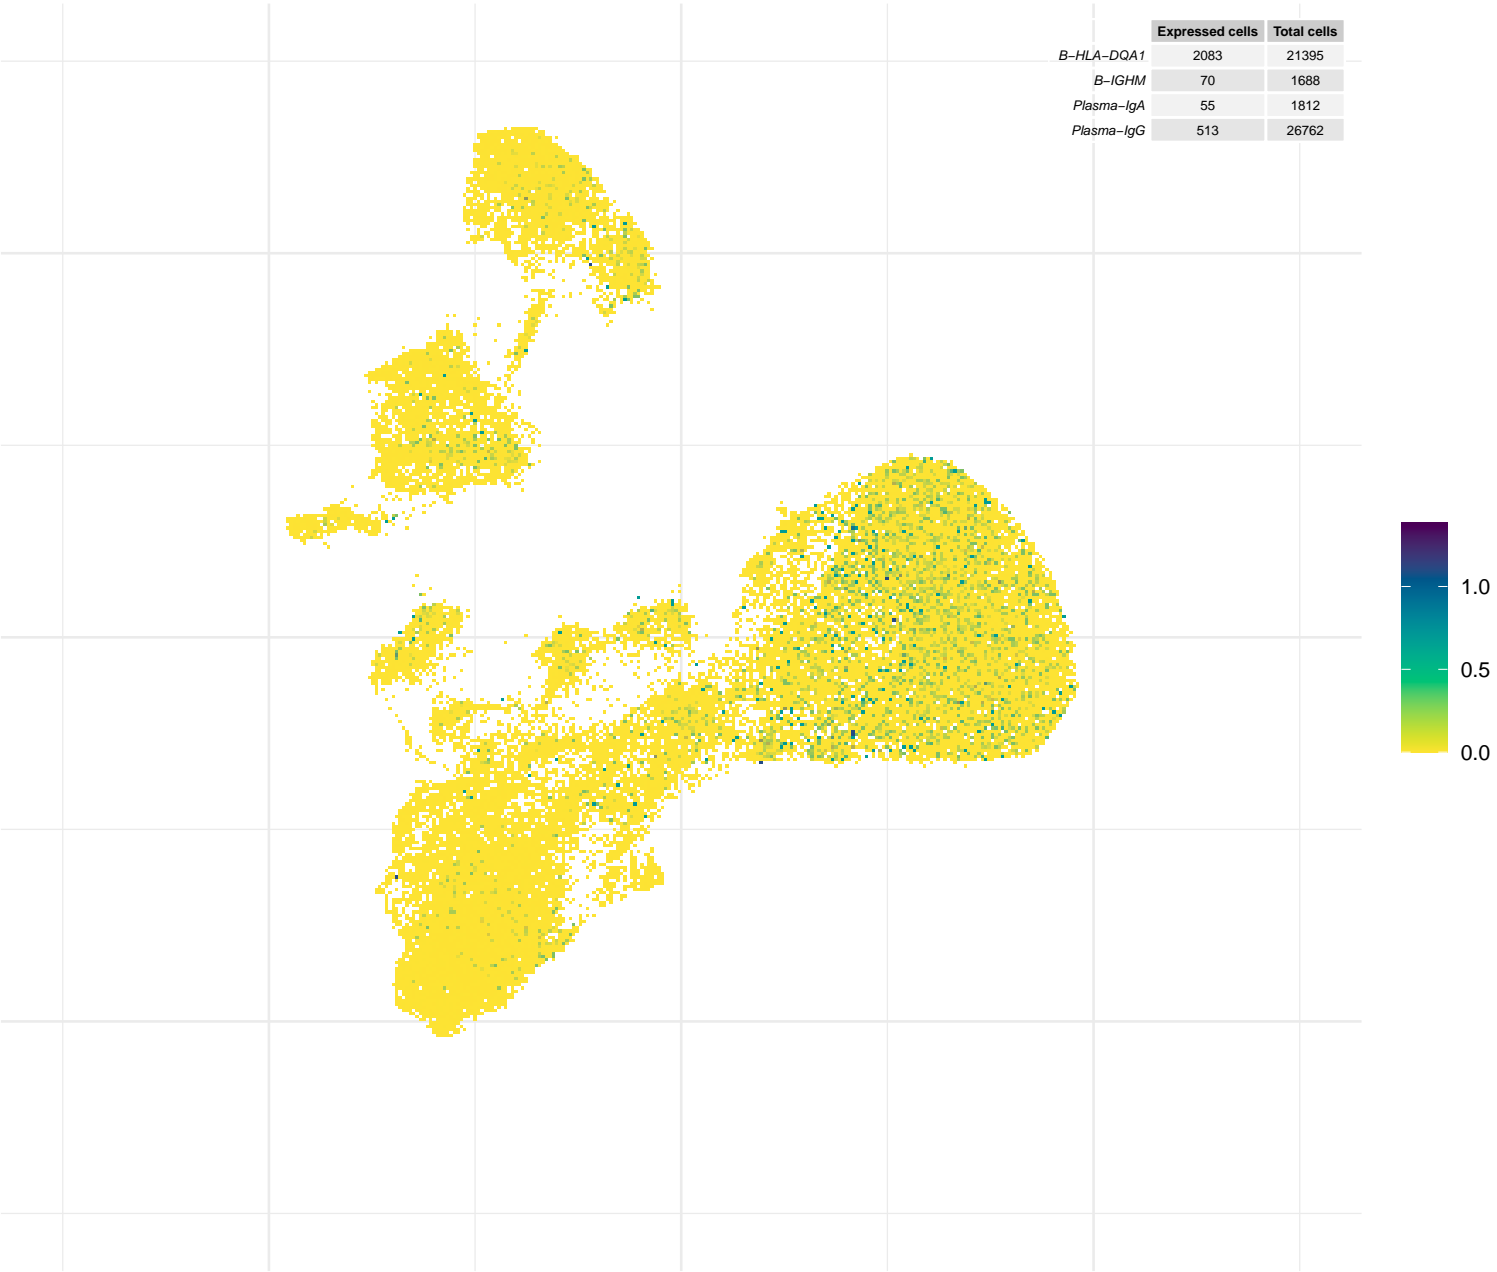 Expressed cells Total cells
B−HLA−DQA1 2083 21395
B−IGHM 70 1688
Plasma−IgA 55 1812
Plasma−IgG 513 26762
1.0
0.5
0.0